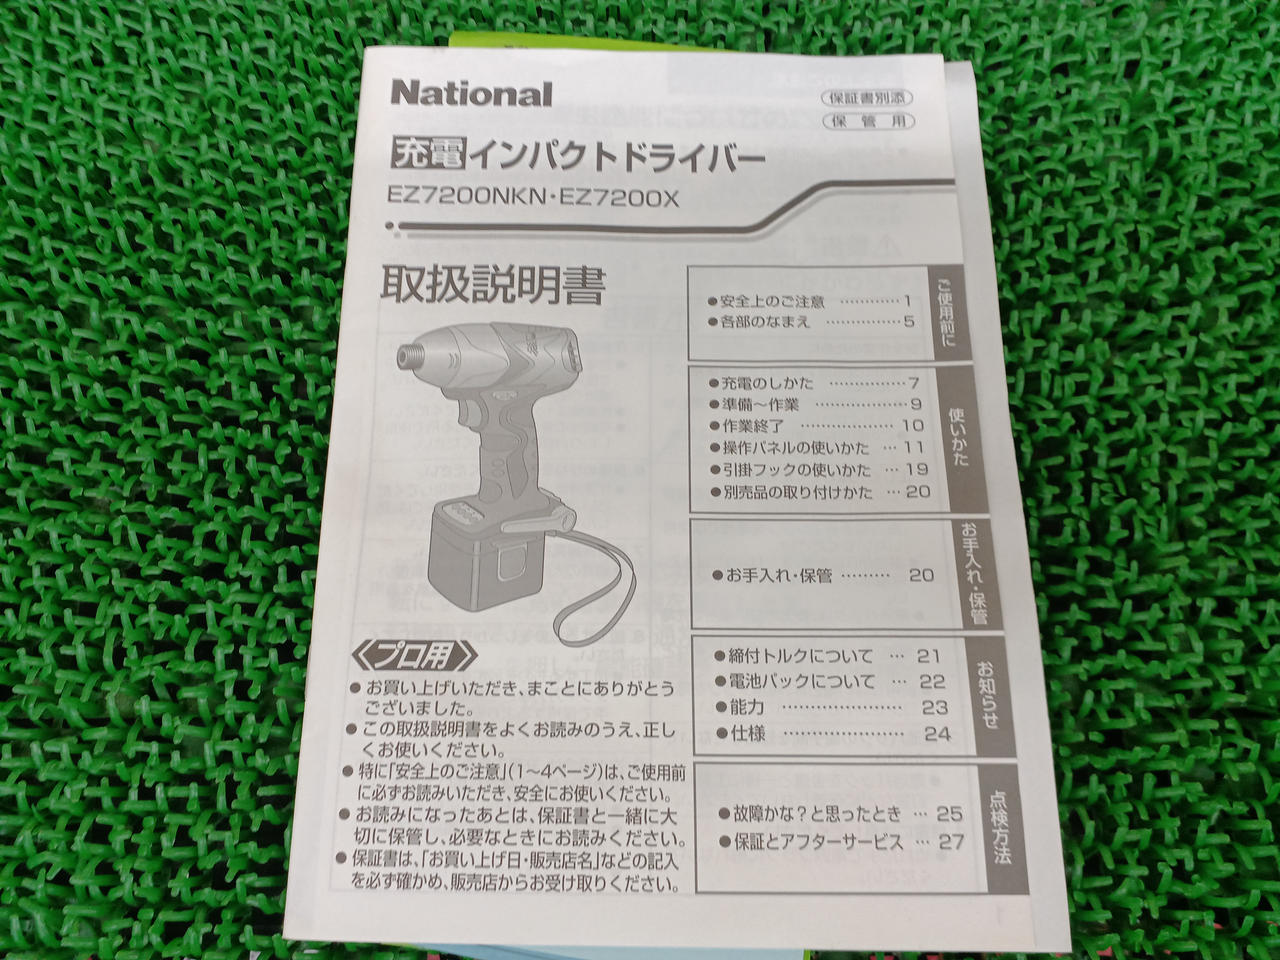 National
保証書別添
保管用
充電インパクトドライバー
EZ7200NKN・EZ7200X
取扱説明書
ご使用前に
●安全上のご注意 ………… 1
●各部のなまえ …………… 5
使いかた
●充電のしかた …………… 7
●準備～作業 ……………… 9
●作業終了 ……………… 10
●操作パネルの使いかた … 11
●引掛フックの使いかた … 19
●別売品の取り付けかた … 20
お手入れ・保管
●お手入れ・保管 ……… 20
お知らせ
●締付トルクについて … 21
●電池パックについて … 22
●能力 ………………… 23
●仕様 ………………… 24
点検方法
●故障かな？と思ったとき … 25
●保証とアフターサービス … 27
プロ用
●お買い上げいただき、まことにありがとう
ございました。
●この取扱説明書をよくお読みのうえ、正し
くお使いください。
●特に「安全上のご注意」（1～4ページ）は、ご使用前
に必ずお読みいただき、安全にお使いください。
●お読みになったあとは、保証書と一緒に大
切に保管し、必要なときにお読みください。
●保証書は、「お買い上げ日・販売店名」などの記入
を必ず確かめ、販売店からお受け取りください。